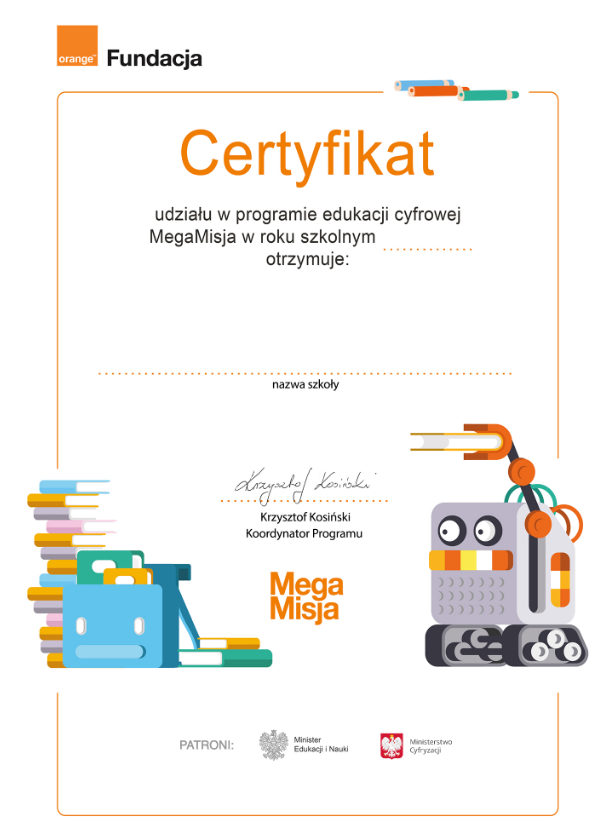 orange™
Fundacja
Certyfikat
udziału w programie edukacji cyfrowej
MegaMisja w roku szkolnym
otrzymuje:
nazwa szkoły
Krzysztof Kosiński
Krzysztof Kosiński
Koordynator Programu
Mega
Misja
PATRONI:
Minister
Edukacji i Nauki
Ministerstwo
Cyfryzacji